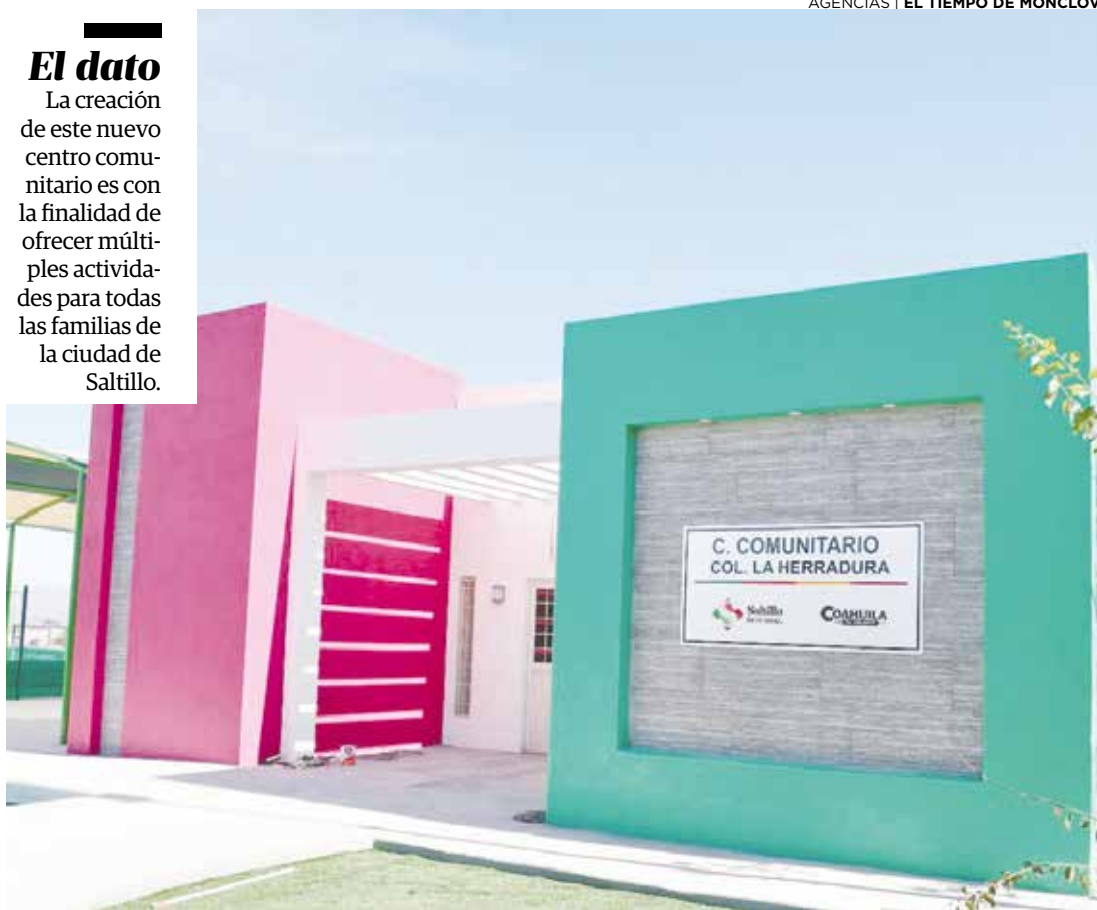 AGENCIAS | EL TIEMPO DE MONCLOV
El dato
La creación
de este nuevo
centro comu-
nitario es con
la finalidad de
ofrecer múlti-
ples activida-
des para todas
las familias de
la ciudad de
Saltillo.
C. COMUNITARIO
COL. LA HERRADURA
Saltillo
COAHUILA